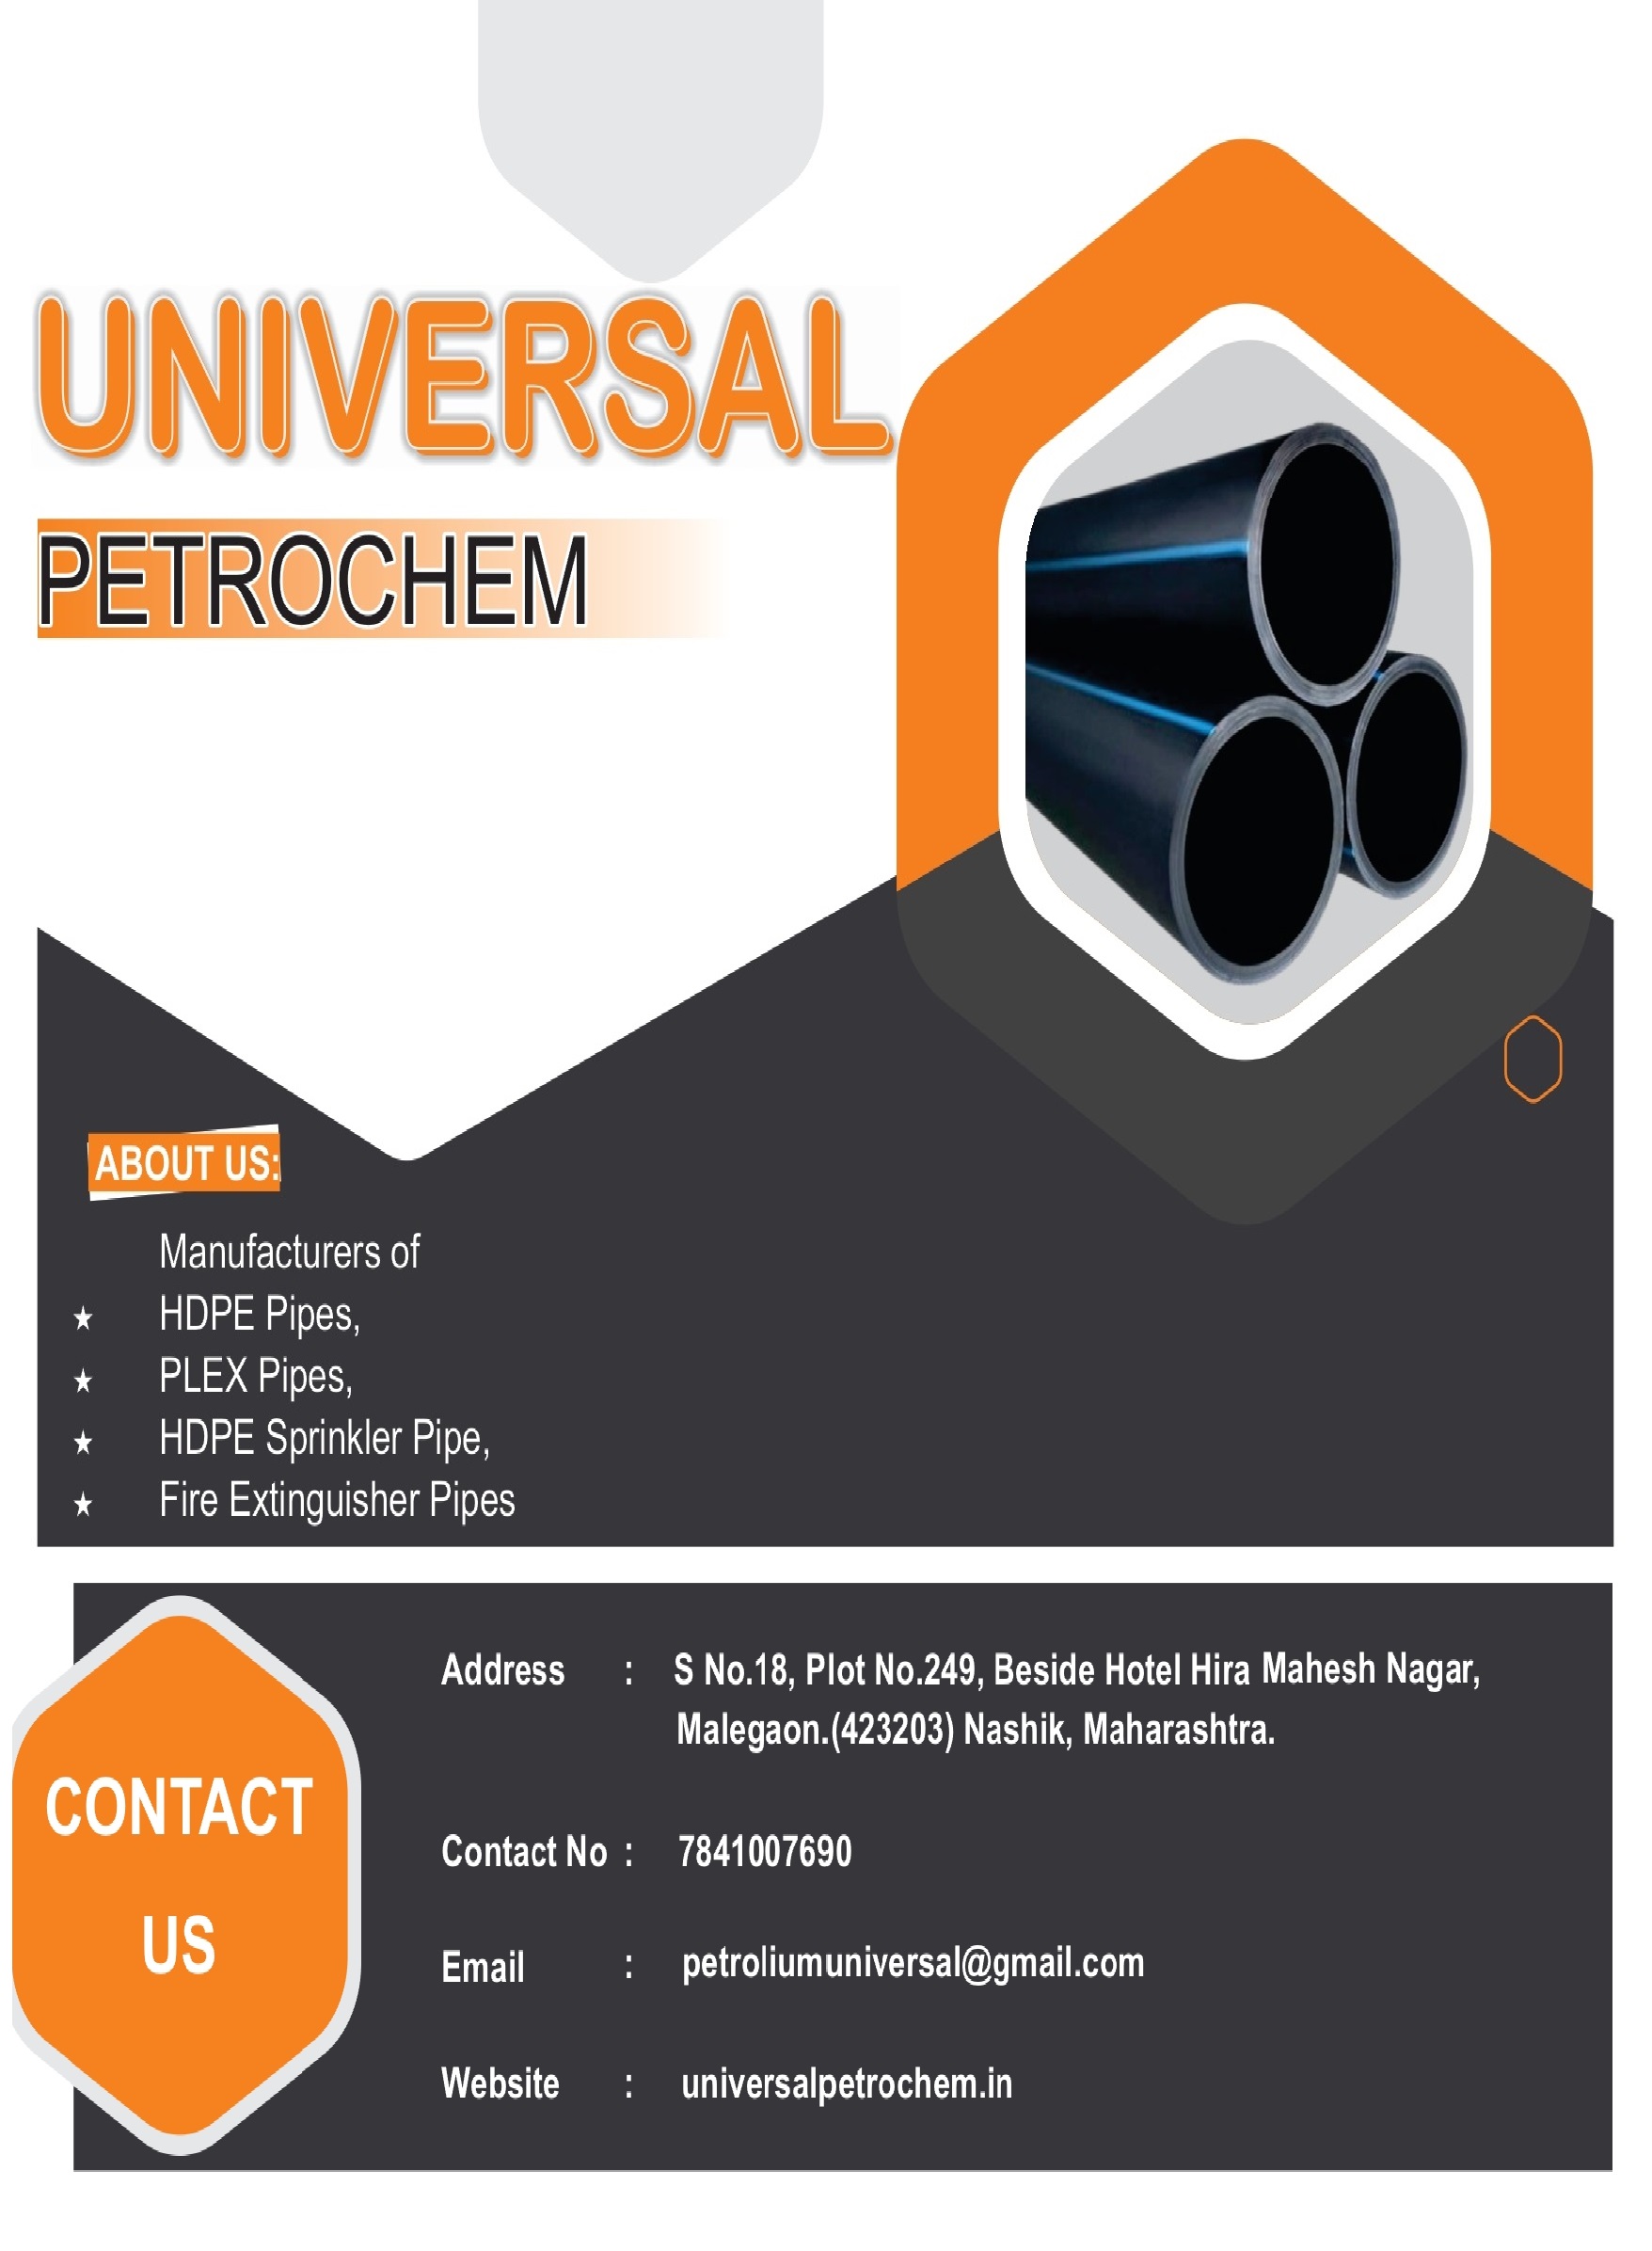 UNIVERSAL
PETROCHEM
ABOUT US:
Manufacturers of
★ HDPE Pipes,
★ PLEX Pipes,
★ HDPE Sprinkler Pipe,
★ Fire Extinguisher Pipes
CONTACT
US
Address : S No.18, Plot No.249, Beside Hotel Hira Mahesh Nagar,
Malegaon.(423203) Nashik, Maharashtra.
Contact No : 7841007690
Email : petroliumuniversal@gmail.com
Website : universalpetrochem.in